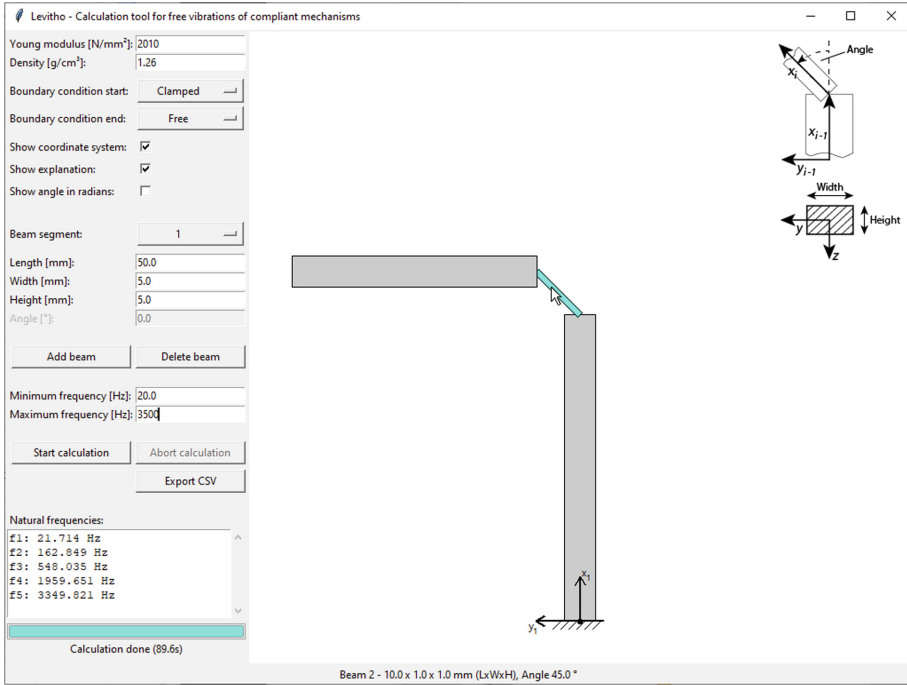 Levitho - Calculation tool for free vibrations of compliant mechanisms
Young modulus [N/mm²]: 2010
Density [g/cm³]: 1.26
Boundary condition start: Clamped
Boundary condition end: Free
Show coordinate system:
Show explanation:
Show angle in radians:
Beam segment: 1
Length [mm]: 50.0
Width [mm]: 5.0
Height [mm]: 5.0
Angle [°]: 0.0
Add beam Delete beam
Minimum frequency [Hz]: 20.0
Maximum frequency [Hz]: 3500
Start calculation Abort calculation
Export CSV
Natural frequencies:
f1: 21.714 Hz
f2: 162.849 Hz
f3: 548.035 Hz
f4: 1959.651 Hz
f5: 3349.821 Hz
Calculation done (89.6s)
Angle
xi
xi-1
yi-1
Width
Height
y
z
x1
y1
Beam 2 - 10.0 x 1.0 x 1.0 mm (LxWxH), Angle 45.0 °